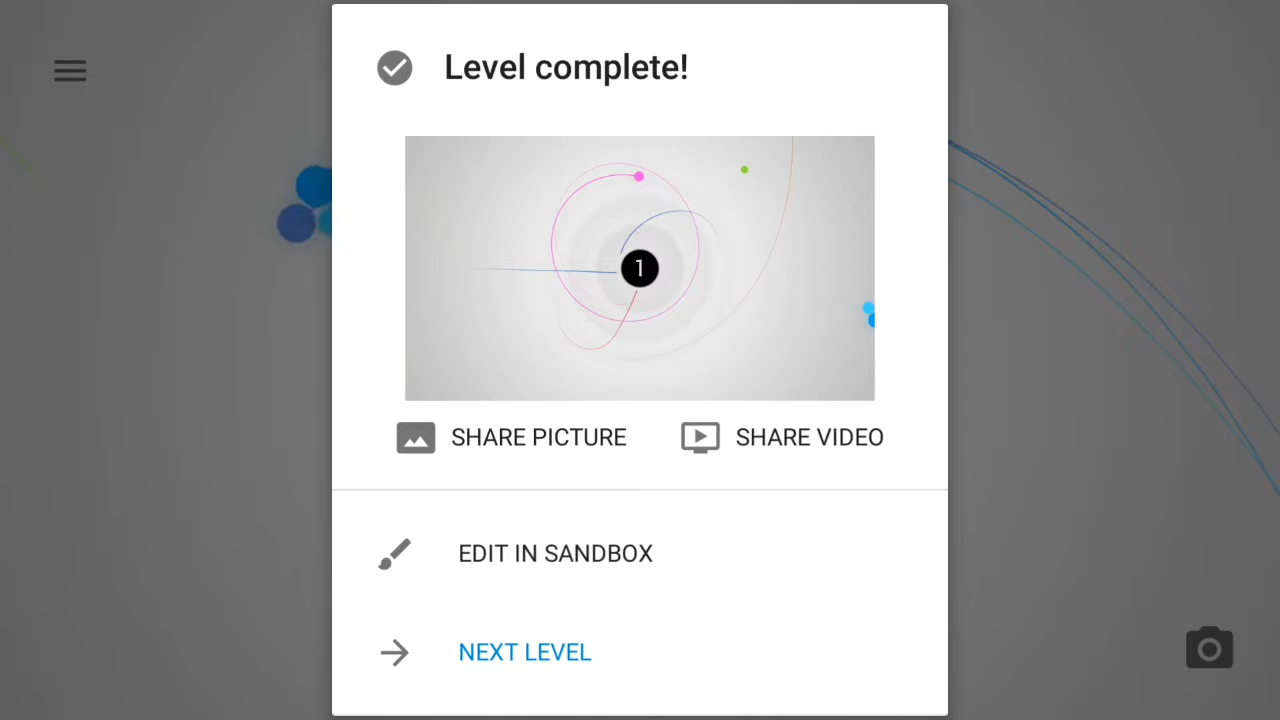 Level complete!
1
SHARE PICTURE
SHARE VIDEO
EDIT IN SANDBOX
NEXT LEVEL